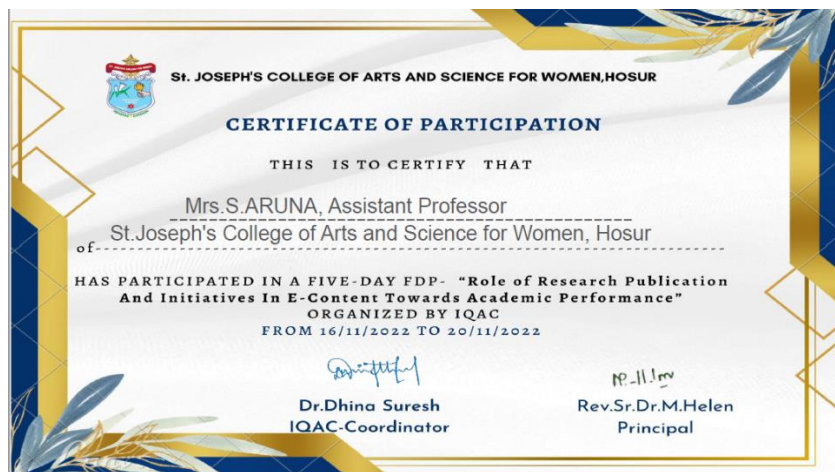 St. JOSEPH'S COLLEGE OF ARTS AND SCIENCE FOR WOMEN,HOSUR
CERTIFICATE OF PARTICIPATION
THIS IS TO CERTIFY THAT
Mrs.S.ARUNA, Assistant Professor
of St.Joseph's College of Arts and Science for Women, Hosur
HAS PARTICIPATED IN A FIVE-DAY FDP- “Role of Research Publication
And Initiatives In E-Content Towards Academic Performance”
ORGANIZED BY IQAC
FROM 16/11/2022 TO 20/11/2022
Dr.Dhina Suresh
IQAC-Coordinator
Rev.Sr.Dr.M.Helen
Principal